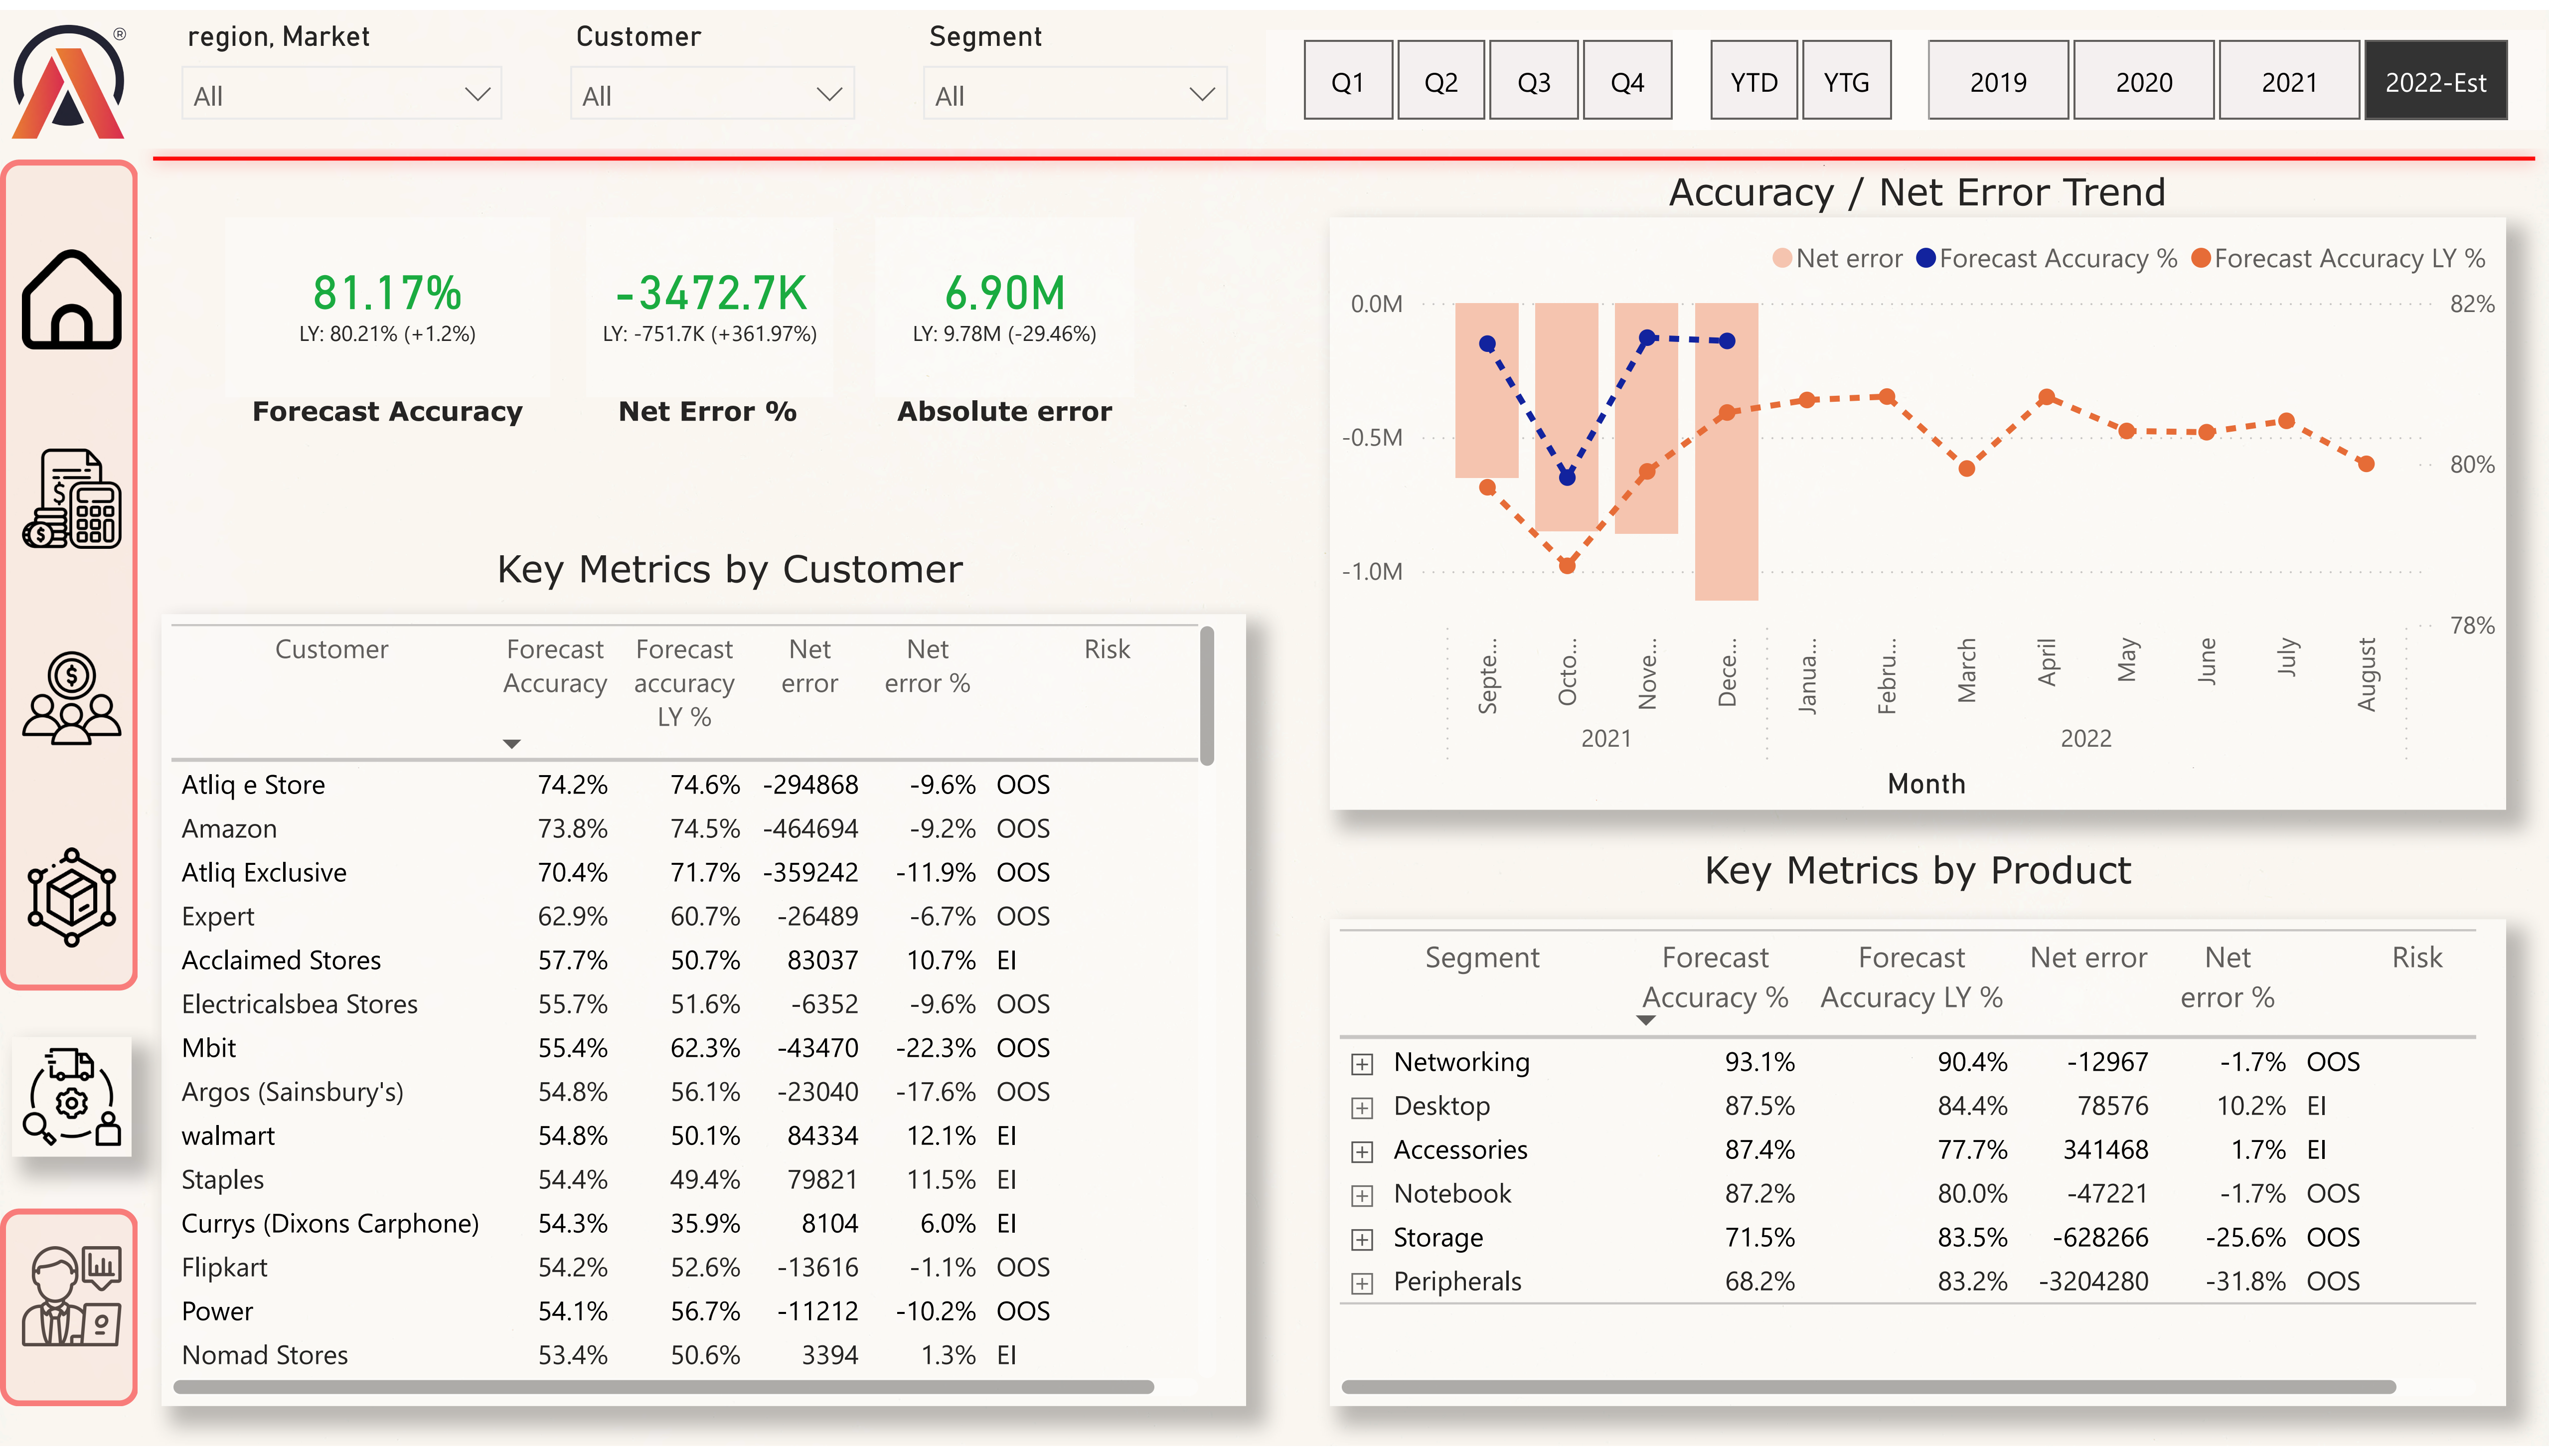 ®
region, Market
All
Customer
All
Segment
All
Q1 Q2 Q3 Q4 YTD YTG 2019 2020 2021 2022-Est
81.17%
LY: 80.21% (+1.2%)
Forecast Accuracy
-3472.7K
LY: -751.7K (+361.97%)
Net Error %
6.90M
LY: 9.78M (-29.46%)
Absolute error
Accuracy / Net Error Trend
Net error Forecast Accuracy % Forecast Accuracy LY %
0.0M
-0.5M
-1.0M
82%
80%
78%
Septe...
Octo...
Nove...
Dece...
Janua...
Febru...
March
April
May
June
July
August
2021
2022
Month
Key Metrics by Customer
Customer Forecast Accuracy Forecast accuracy LY % Net error Net error % Risk
Atliq e Store 74.2% 74.6% -294868 -9.6% OOS
Amazon 73.8% 74.5% -464694 -9.2% OOS
Atliq Exclusive 70.4% 71.7% -359242 -11.9% OOS
Expert 62.9% 60.7% -26489 -6.7% OOS
Acclaimed Stores 57.7% 50.7% 83037 10.7% EI
Electricalsbea Stores 55.7% 51.6% -6352 -9.6% OOS
Mbit 55.4% 62.3% -43470 -22.3% OOS
Argos (Sainsbury's) 54.8% 56.1% -23040 -17.6% OOS
walmart 54.8% 50.1% 84334 12.1% EI
Staples 54.4% 49.4% 79821 11.5% EI
Currys (Dixons Carphone) 54.3% 35.9% 8104 6.0% EI
Flipkart 54.2% 52.6% -13616 -1.1% OOS
Power 54.1% 56.7% -11212 -10.2% OOS
Nomad Stores 53.4% 50.6% 3394 1.3% EI
Key Metrics by Product
Segment Forecast Accuracy % Forecast Accuracy LY % Net error Net error % Risk
Networking 93.1% 90.4% -12967 -1.7% OOS
Desktop 87.5% 84.4% 78576 10.2% EI
Accessories 87.4% 77.7% 341468 1.7% EI
Notebook 87.2% 80.0% -47221 -1.7% OOS
Storage 71.5% 83.5% -628266 -25.6% OOS
Peripherals 68.2% 83.2% -3204280 -31.8% OOS